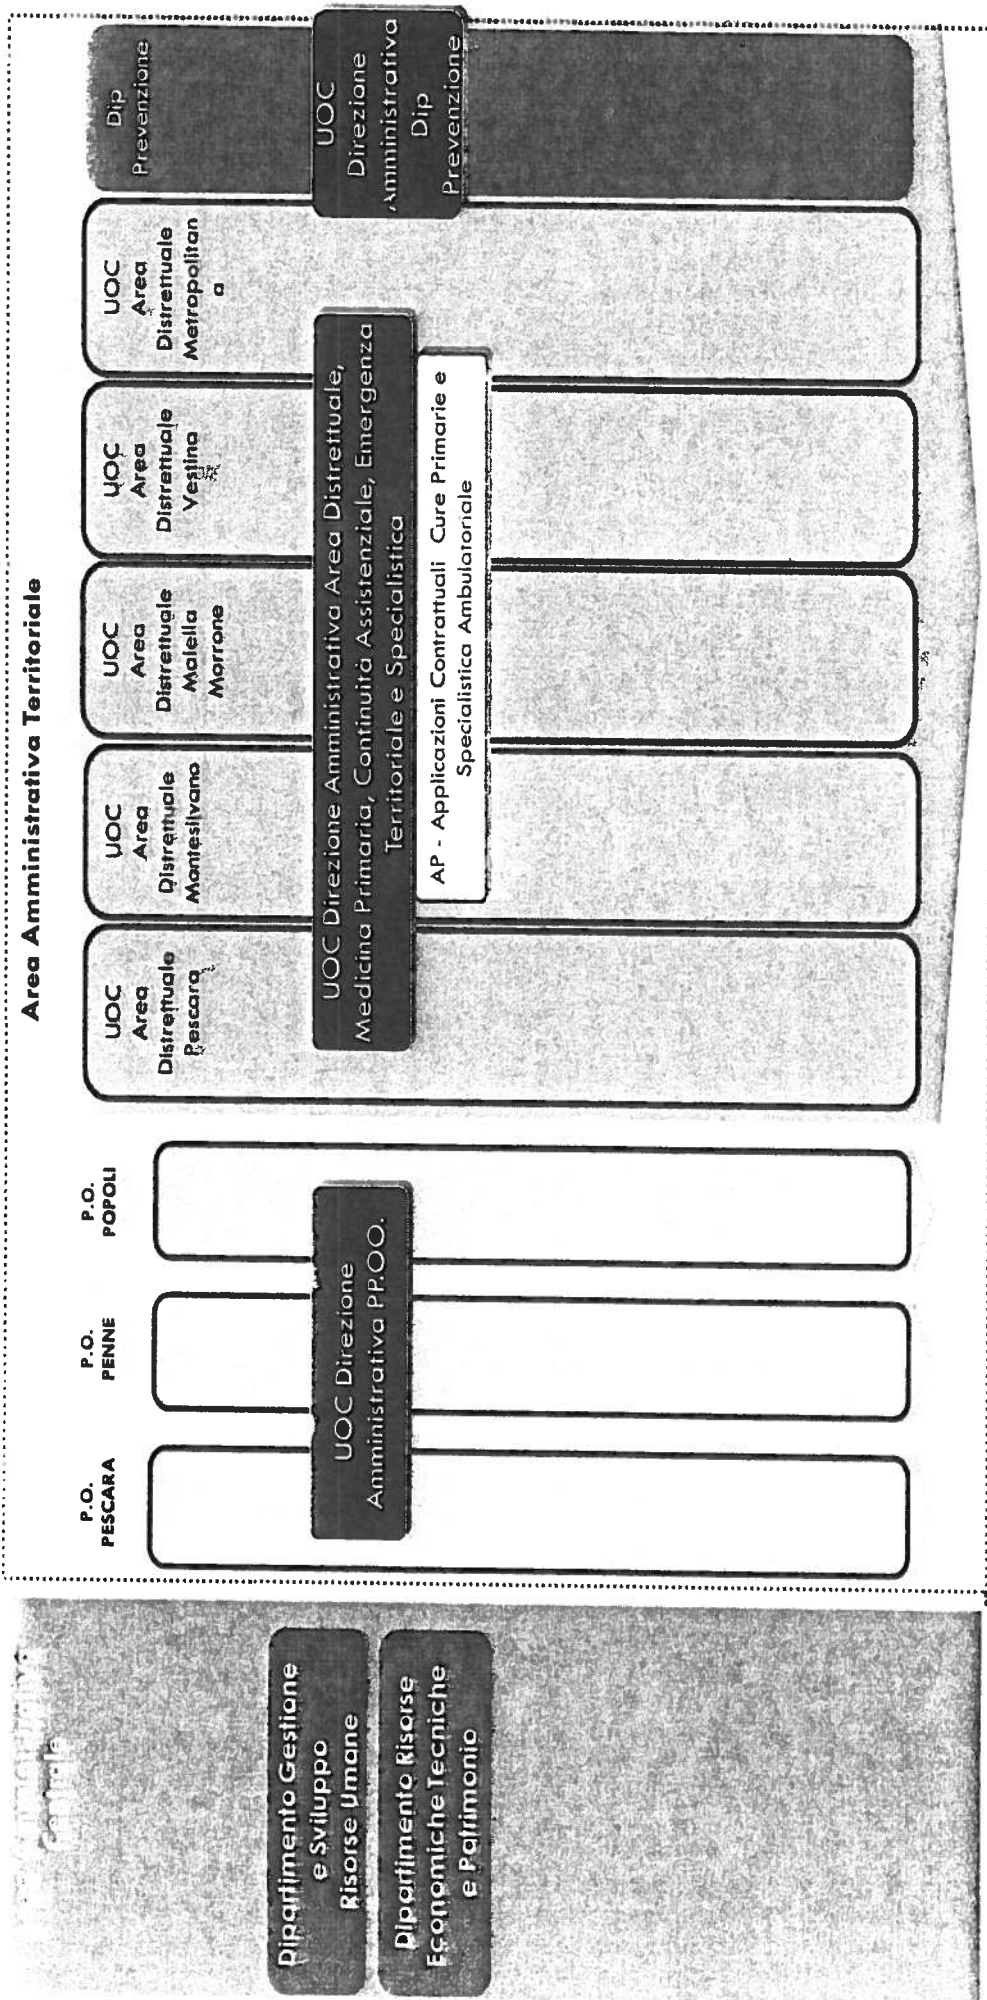 Centrale
Dipartimento Gestione
e Sviluppo
Risorse Umane
Dipartimento Risorse
Economiche Tecniche
e Patrimonio
Area Amministrativa Territoriale
P.O.
PESCARA
P.O.
PENNE
P.O.
POPOLI
UOC Direzione
Amministrativa PP.OO.
UOC
Area
Distrettuale
Pescara
UOC
Area
Distrettuale
Montesilvano
UOC
Area
Distrettuale
Maiella
Morrone
UOC
Area
Distrettuale
Vestina
UOC
Area
Distrettuale
Metropolitan
a
UOC Direzione Amministrativa Area Distrettuale,
Medicina Primaria, Continuità Assistenziale, Emergenza
Territoriale e Specialistica
AP - Applicazioni Contrattuali Cure Primarie e
Specialistica Ambulatoriale
Dip
Prevenzione
UOC
Direzione
Amministrativa
Dip
Prevenzione